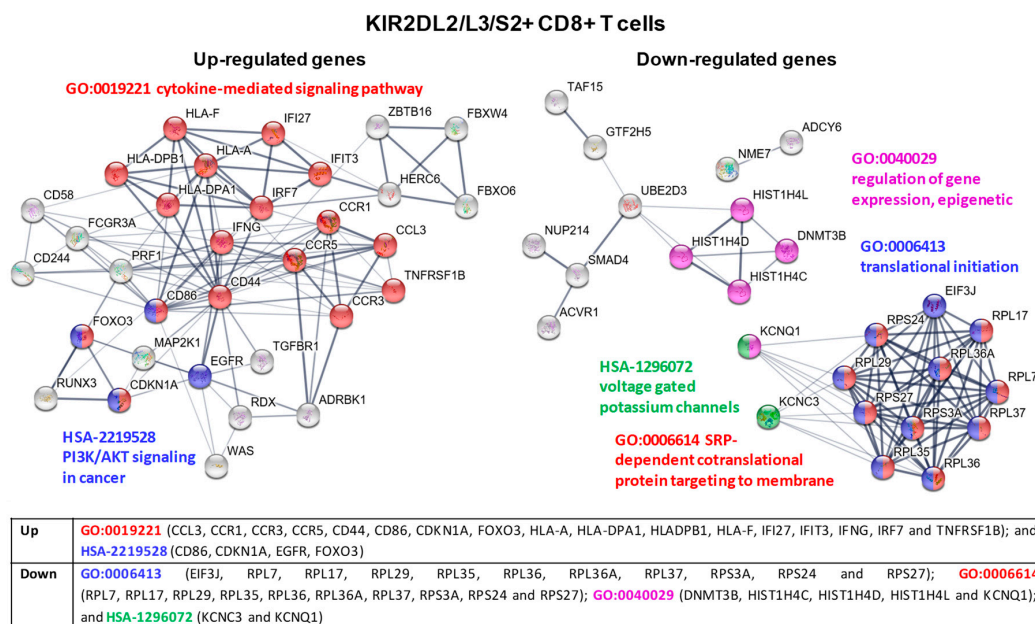 KIR2DL2/L3/S2+ CD8+ T cells
Up-regulated genes
Down-regulated genes
GO:0019221 cytokine-mediated signaling pathway
HLA-F
IFI27
ZBTB16
FBXW4
HLA-DPB1
HLA-A
IFIT3
HLA-DPA1
IRF7
HERC6
FBXO6
CD58
FCGR3A
IFNG
CCR1
CD244
PRF1
CCR5
CCL3
CD86
CD44
CCR3
TNFRSF1B
FOXO3
MAP2K1
EGFR
TGFBR1
RUNX3
CDKN1A
RDX
ADRBK1
WAS
HSA-2219528
PI3K/AKT signaling
in cancer
TAF15
GTF2H5
ADCY6
NME7
UBE2D3
HIST1H4L
NUP214
HIST1H4D
DNMT3B
SMAD4
HIST1H4C
ACVR1
GO:0040029
regulation of gene
expression, epigenetic
GO:0006413
translational initiation
EIF3J
KCNQ1
RPS24
RPL17
RPL29
RPL36A
RPL7
KCNC3
RPS27
RPS3A
RPL37
RPL35
RPL36
HSA-1296072
voltage gated
potassium channels
GO:0006614 SRP-
dependent cotranslational
protein targeting to membrane
Up GO:0019221 (CCL3, CCR1, CCR3, CCR5, CD44, CD86, CDKN1A, FOXO3, HLA-A, HLA-DPA1, HLADPB1, HLA-F, IFI27, IFIT3, IFNG, IRF7 and TNFRSF1B); and
HSA-2219528 (CD86, CDKN1A, EGFR, FOXO3)
Down GO:0006413 (EIF3J, RPL7, RPL17, RPL29, RPL35, RPL36, RPL36A, RPL37, RPS3A, RPS24 and RPS27); GO:0006614
(RPL7, RPL17, RPL29, RPL35, RPL36, RPL36A, RPL37, RPS3A, RPS24 and RPS27); GO:0040029 (DNMT3B, HIST1H4C, HIST1H4D, HIST1H4L and KCNQ1);
and HSA-1296072 (KCNC3 and KCNQ1)